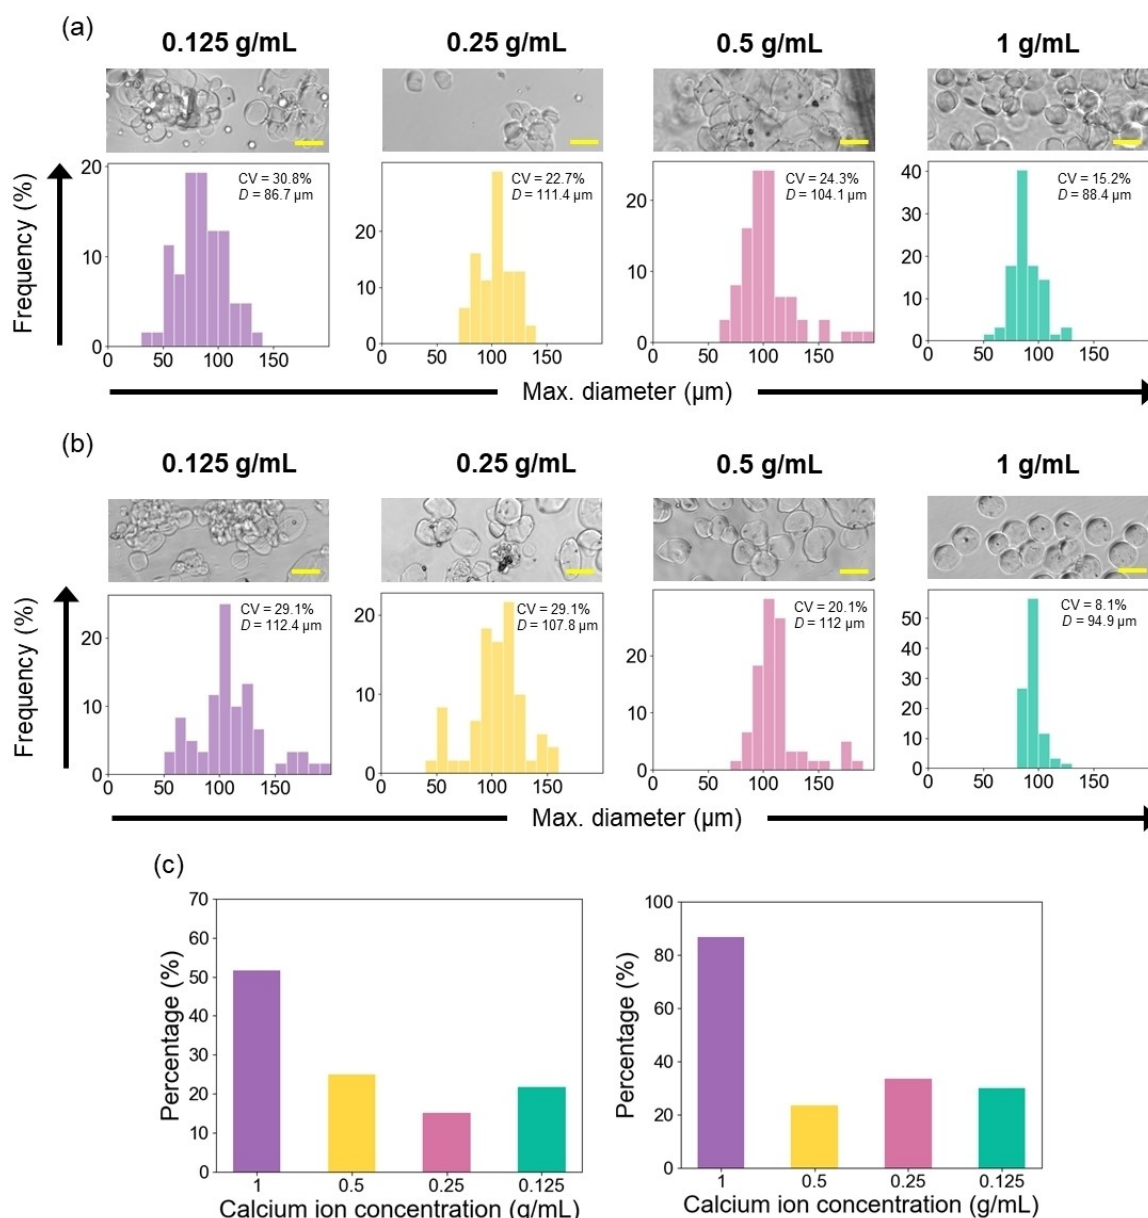 (a)
0.125 g/mL 0.25 g/mL 0.5 g/mL 1 g/mL
Frequency (%)
20
10
0
CV = 30.8%
D = 86.7 µm
0 50 100 150
30
20
10
0
CV = 22.7%
D = 111.4 µm
0 50 100 150
20
10
0
CV = 24.3%
D = 104.1 µm
0 50 100 150
40
30
20
10
0
CV = 15.2%
D = 88.4 µm
0 50 100 150
Max. diameter (µm)
(b)
0.125 g/mL 0.25 g/mL 0.5 g/mL 1 g/mL
Frequency (%)
20
10
0
CV = 29.1%
D = 112.4 µm
0 50 100 150
20
10
0
CV = 29.1%
D = 107.8 µm
0 50 100 150
20
10
0
CV = 20.1%
D = 112 µm
0 50 100 150
50
40
30
20
10
0
CV = 8.1%
D = 94.9 µm
0 50 100 150
Max. diameter (µm)
(c)
Percentage (%)
70
60
50
40
30
20
10
0
1 0.5 0.25 0.125
Calcium ion concentration (g/mL)
Percentage (%)
100
80
60
40
20
0
1 0.5 0.25 0.125
Calcium ion concentration (g/mL)